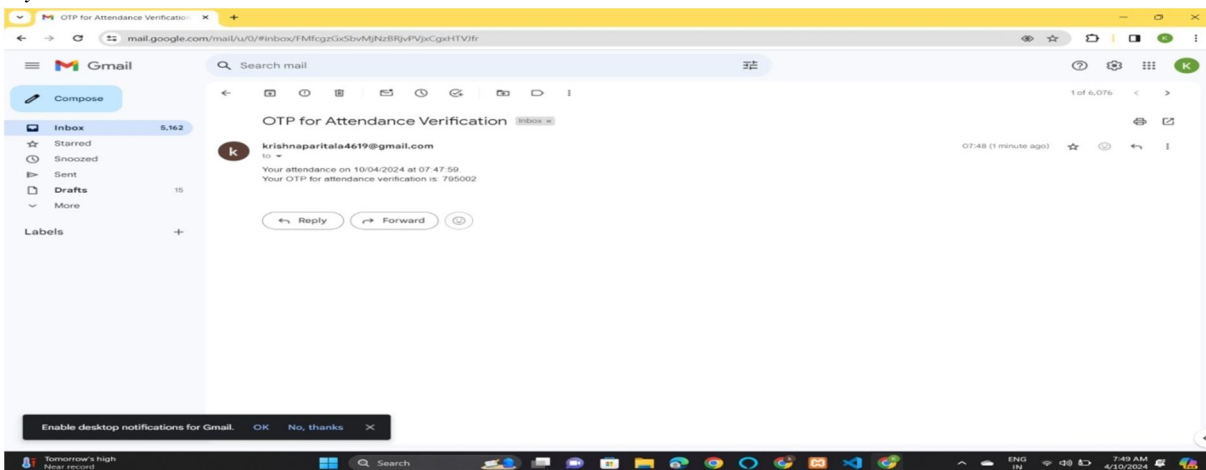 OTP for Attendance Verification
mail.google.com/mail/u/0/#inbox/FMfcgzGxSbvMjNzBRjvPVjxCgxHTVJfr
Gmail
Search mail
K
Compose
1 of 6,076
OTP for Attendance Verification Inbox x
Inbox 5,162
Starred
k
krishnaparitala4619@gmail.com
07:48 (1 minute ago)
to
Snoozed
Your attendance on 10/04/2024 at 07:47:59.
Sent
Your OTP for attendance verification is: 795002
Drafts 15
More
Reply
Forward
Labels +
Enable desktop notifications for Gmail. OK No, thanks
Tomorrow's high
Near record
Search
ENG
IN
7:49 AM
4/10/2024